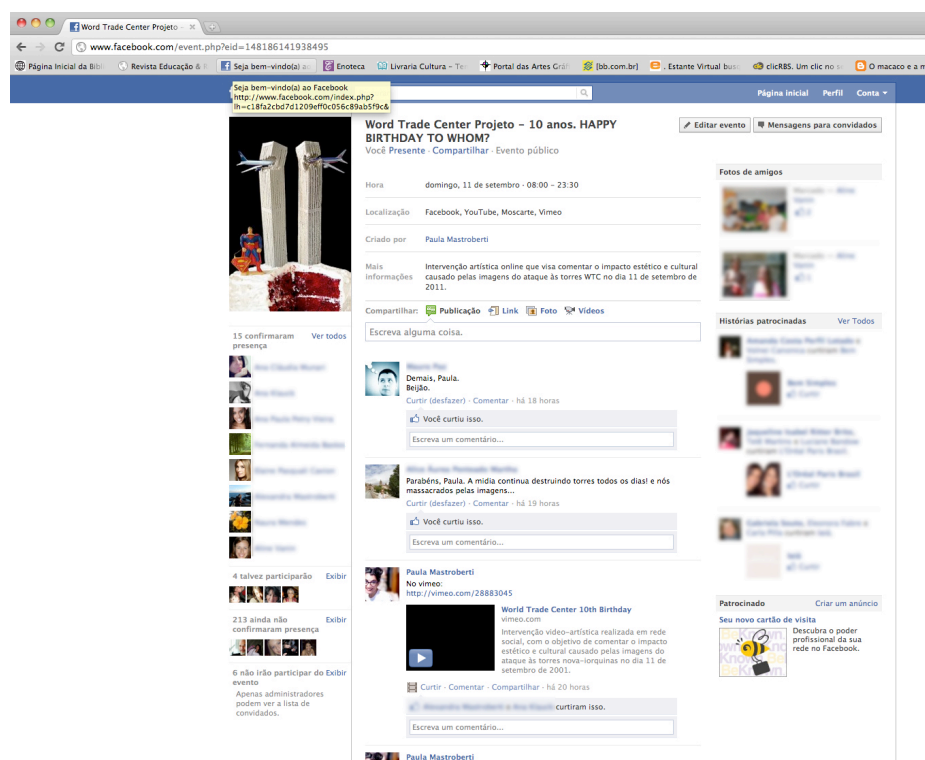 Word Trade Center Projeto –
www.facebook.com/event.php?eid=148186141938495
Página Inicial da Bibl
Revista Educação & R
Seja bem-vindo(a) ao
Enoteca
Livraria Cultura – Te
Portal das Artes Gráf
[bb.com.br]
. Estante Virtual bus
clicRBS. Um clic no s
O macaco e a m
Seja bem-vindo(a) ao Facebook
http://www.facebook.com/index.php?
lh=c18fa2cbd7d1209eff0c056c89ab5f9c&
Página inicial Perfil Conta
Word Trade Center Projeto – 10 anos. HAPPY
BIRTHDAY TO WHOM?
Você Presente · Compartilhar · Evento público
Editar evento
Mensagens para convidados
Hora domingo, 11 de setembro · 08:00 – 23:30
Localização Facebook, YouTube, Moscarte, Vimeo
Criado por Paula Mastroberti
Mais
informações
Intervenção artística online que visa comentar o impacto estético e cultural
causado pelas imagens do ataque às torres WTC no dia 11 de setembro de
2011.
Compartilhar: Publicação Link Foto Vídeos
Escreva alguma coisa.
15 confirmaram
presença
Ver todos
4 talvez participarão Exibir
213 ainda não
confirmaram presença
Exibir
6 não irão participar do
evento
Exibir
Apenas administradores
podem ver a lista de
convidados.
Demais, Paula.
Beijão.
Curtir (desfazer) · Comentar · há 18 horas
Você curtiu isso.
Escreva um comentário...
Parabéns, Paula. A midia continua destruindo torres todos os dias! e nós
massacrados pelas imagens...
Curtir (desfazer) · Comentar · há 19 horas
Você curtiu isso.
Escreva um comentário...
Paula Mastroberti
No vimeo:
http://vimeo.com/28883045
World Trade Center 10th Birthday
vimeo.com
Intervenção video-artística realizada em rede
social, com o objetivo de comentar o impacto
estético e cultural causado pelas imagens do
ataque às torres nova-iorquinas no dia 11 de
setembro de 2001.
Curtir · Comentar · Compartilhar · há 20 horas
curtiram isso.
Escreva um comentário...
Paula Mastroberti
Fotos de amigos
Histórias patrocinadas Ver Todos
Patrocinado Criar um anúncio
Seu novo cartão de visita
Descubra o poder
profissional da sua
rede no Facebook.